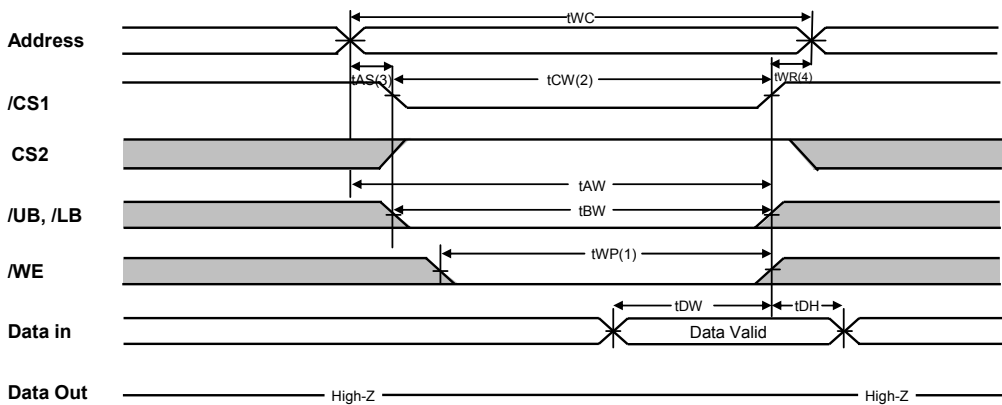 tWC
Address
tAS(3)
tCW(2)
tWR(4)
/CS1
CS2
tAW
/UB, /LB
tBW
tWP(1)
/WE
tDW
tDH
Data in
Data Valid
Data Out
High-Z
High-Z